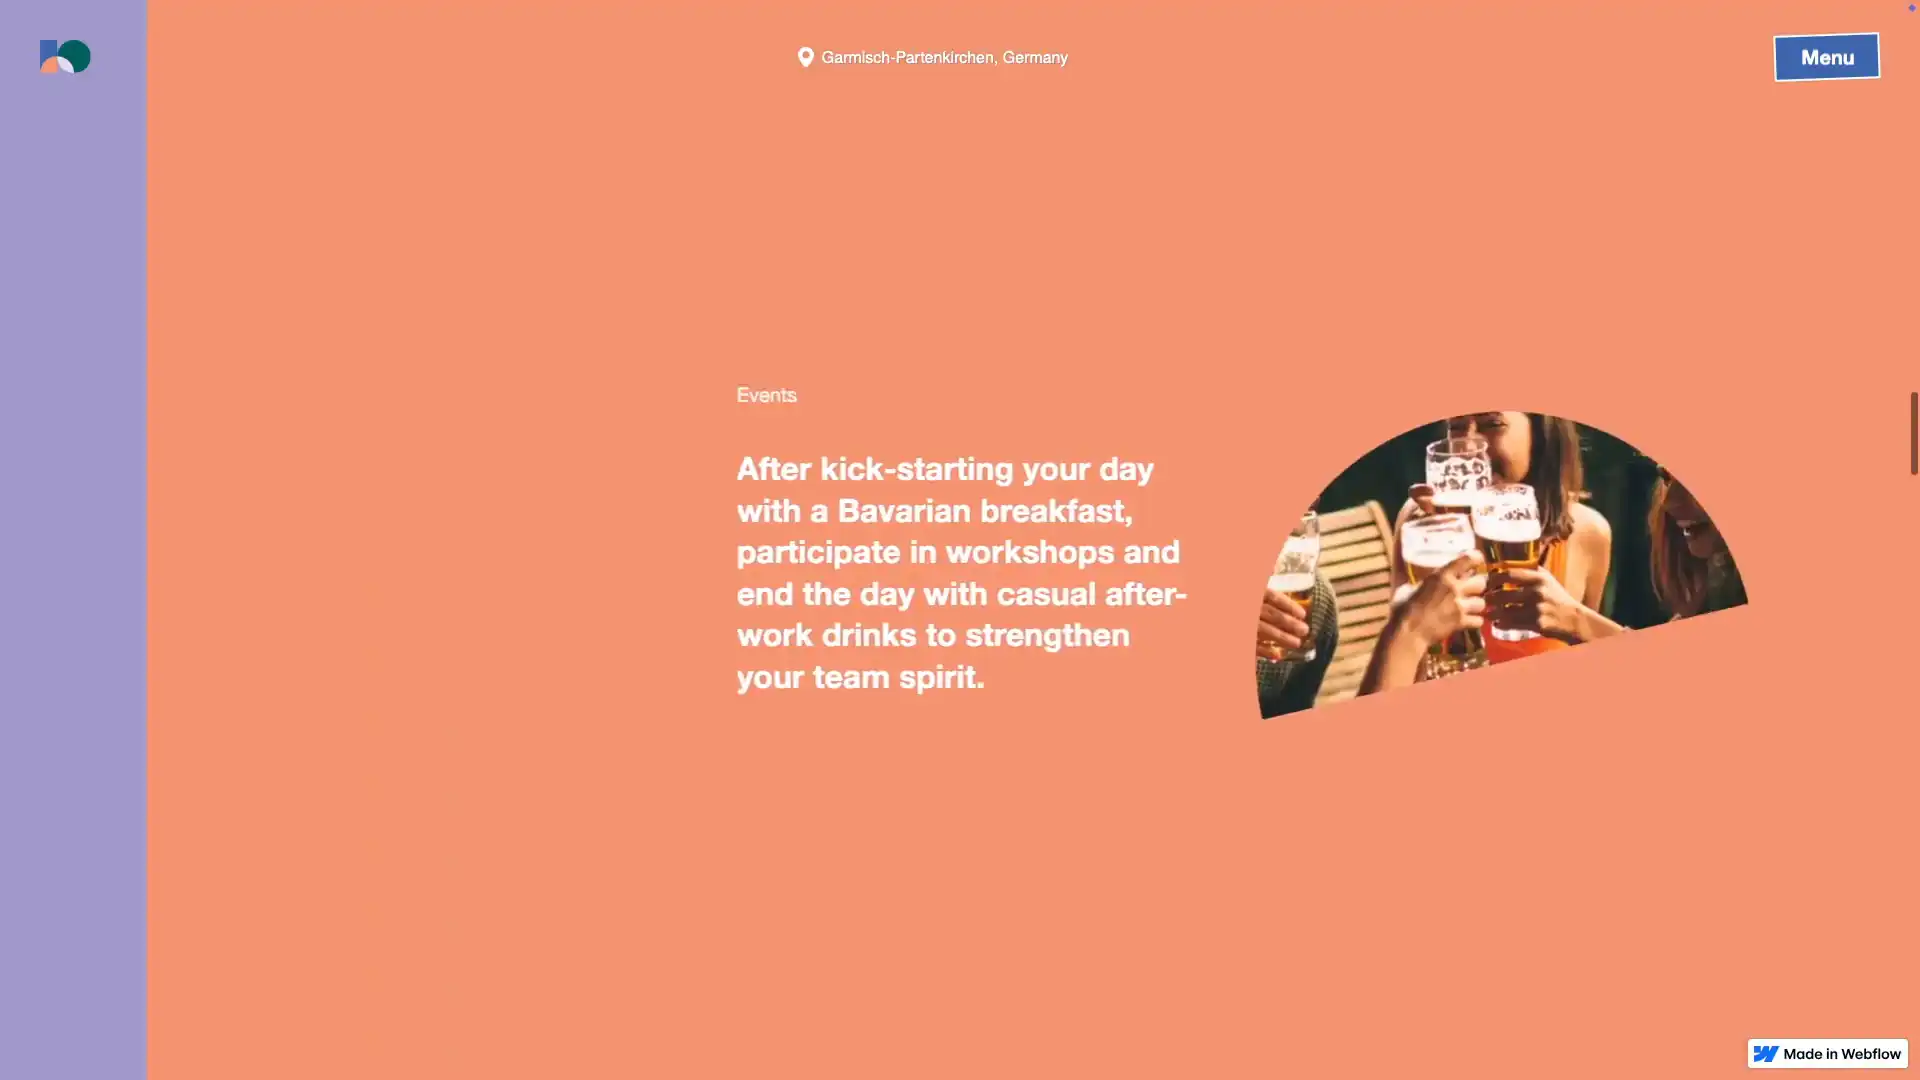 Garmisch-Partenkirchen, Germany
Menu
Events
After kick-starting your day
with a Bavarian breakfast,
participate in workshops and
end the day with casual after-
work drinks to strengthen
your team spirit.
Made in Webflow